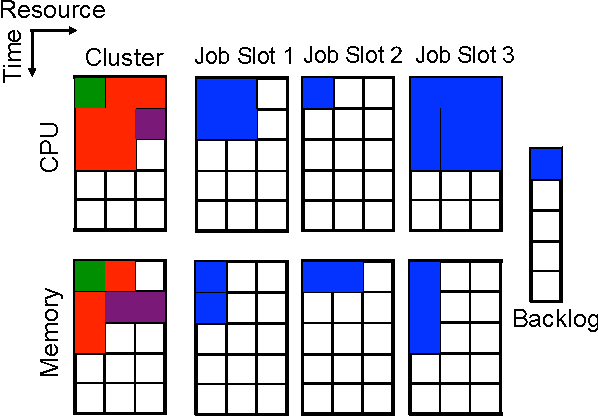 Resource
Time
Cluster
Job Slot 1
Job Slot 2
Job Slot 3
CPU
Memory
Backlog